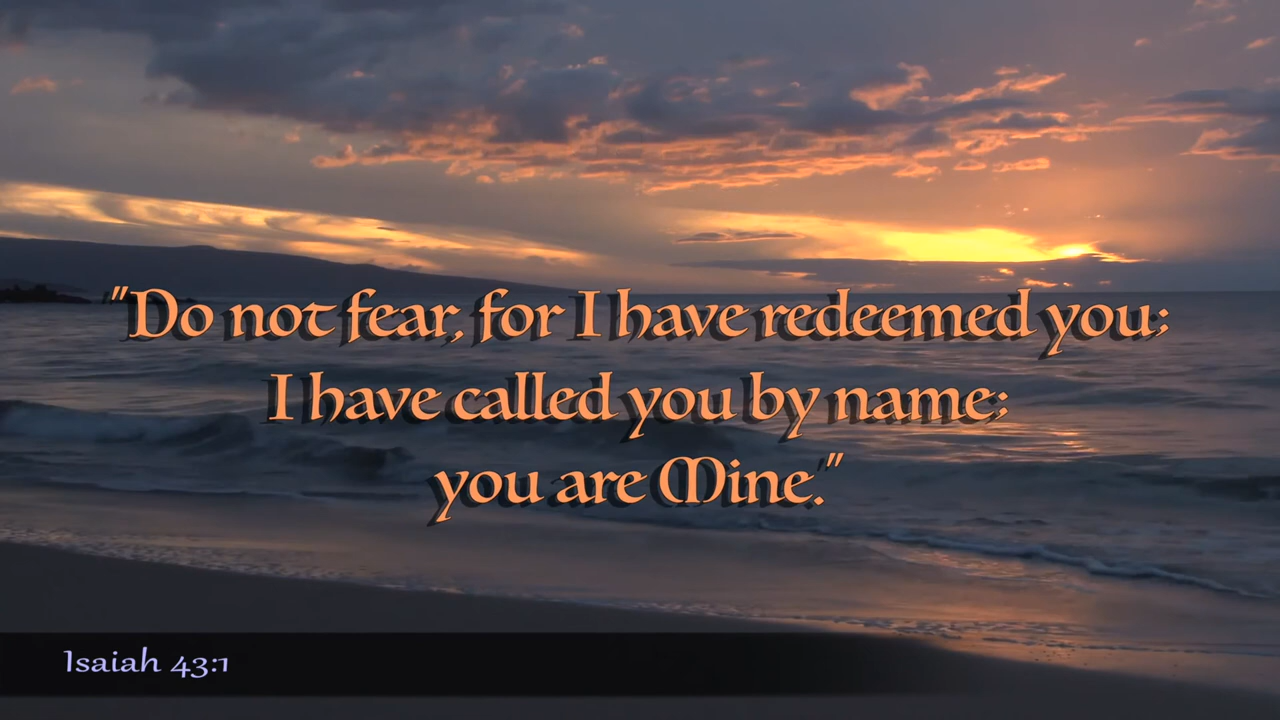 "Do not fear, for I have redeemed you;
I have called you by name;
you are Mine."
Isaiah 43:1